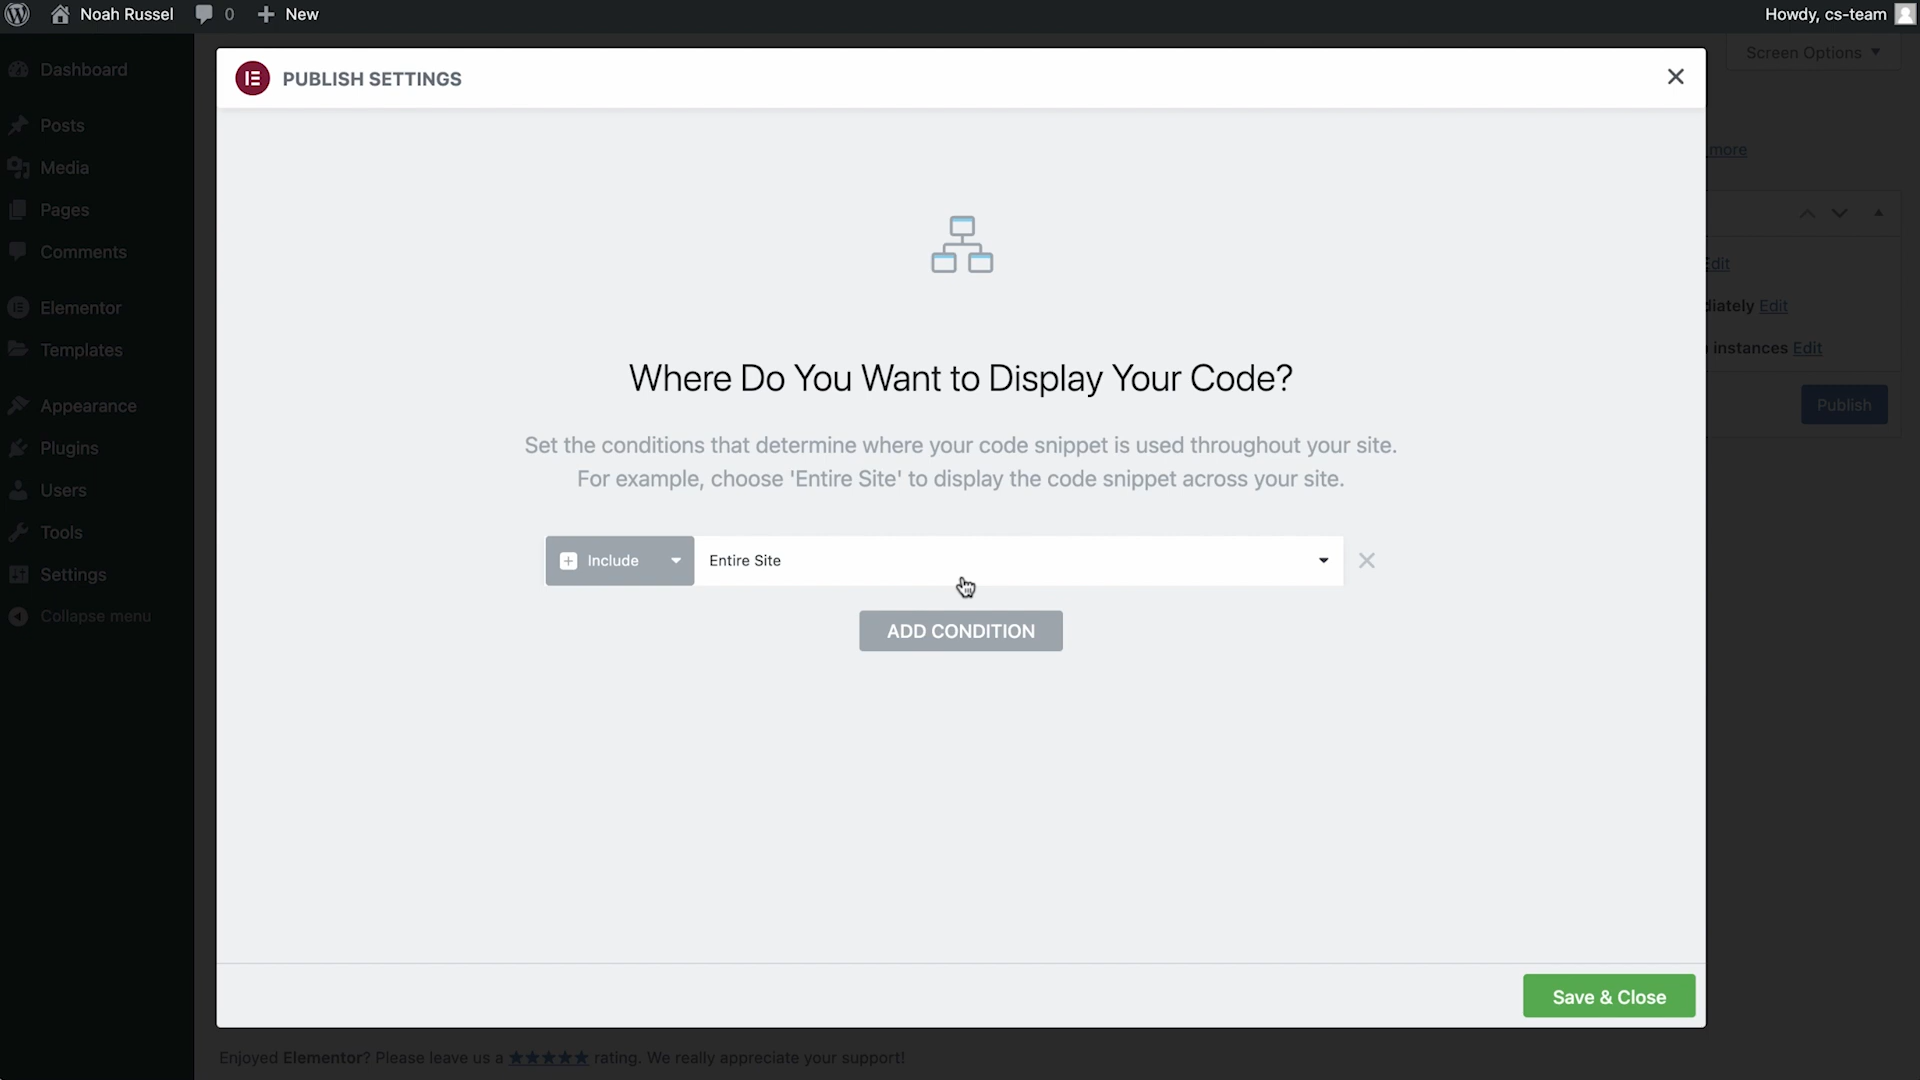 Noah Russel
0
New
Howdy, cs-team
Screen Options
Dashboard
Posts
Media
Pages
Comments
Elementor
Templates
Appearance
Plugins
Users
Tools
Settings
Collapse menu
PUBLISH SETTINGS
Where Do You Want to Display Your Code?
Set the conditions that determine where your code snippet is used throughout your site.
For example, choose 'Entire Site' to display the code snippet across your site.
Include
Entire Site
ADD CONDITION
Save & Close
more
Edit
diately Edit
instances Edit
Publish
Enjoyed Elementor? Please leave us a ★★★★★ rating. We really appreciate your support!